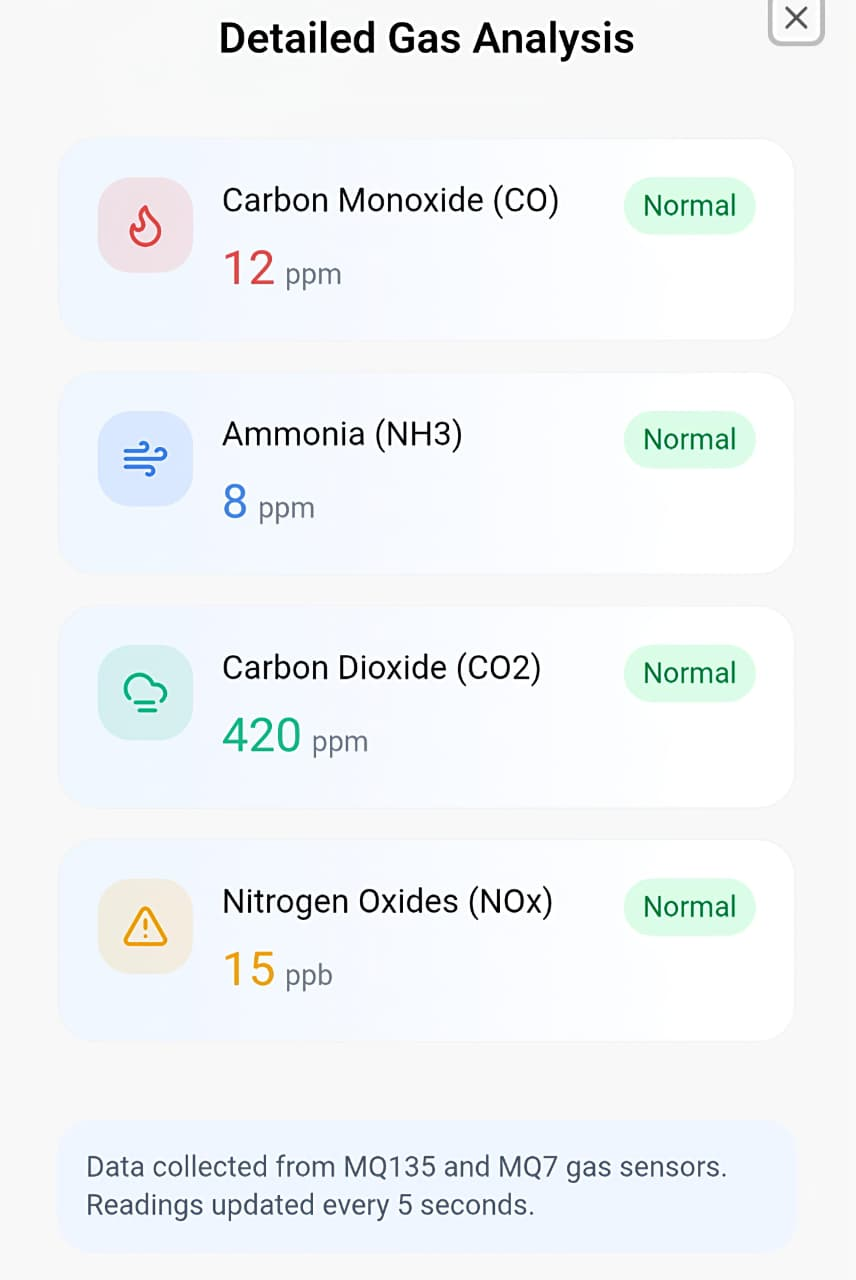 Detailed Gas Analysis
Carbon Monoxide (CO)
Normal
12 ppm
Ammonia (NH3)
Normal
8 ppm
Carbon Dioxide (CO2)
Normal
420 ppm
Nitrogen Oxides (NOx)
Normal
15 ppb
Data collected from MQ135 and MQ7 gas sensors.
Readings updated every 5 seconds.